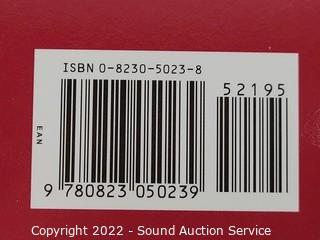 ISBN 0-8230-5023-8
52195
EAN
9 780823 050239
Copyright 2022 - Sound Auction Service